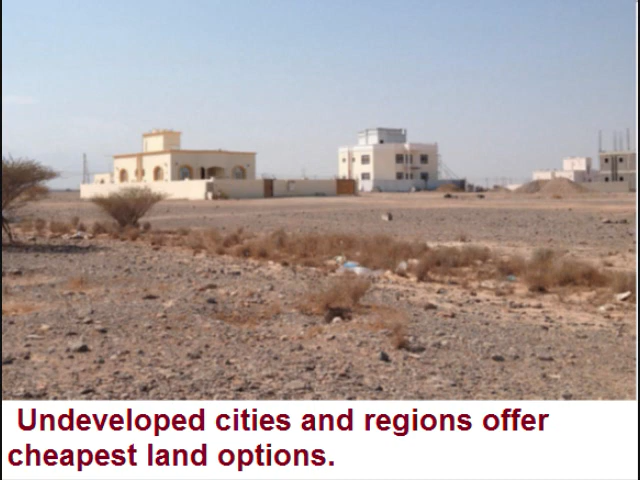 Undeveloped cities and regions offer
cheapest land options.